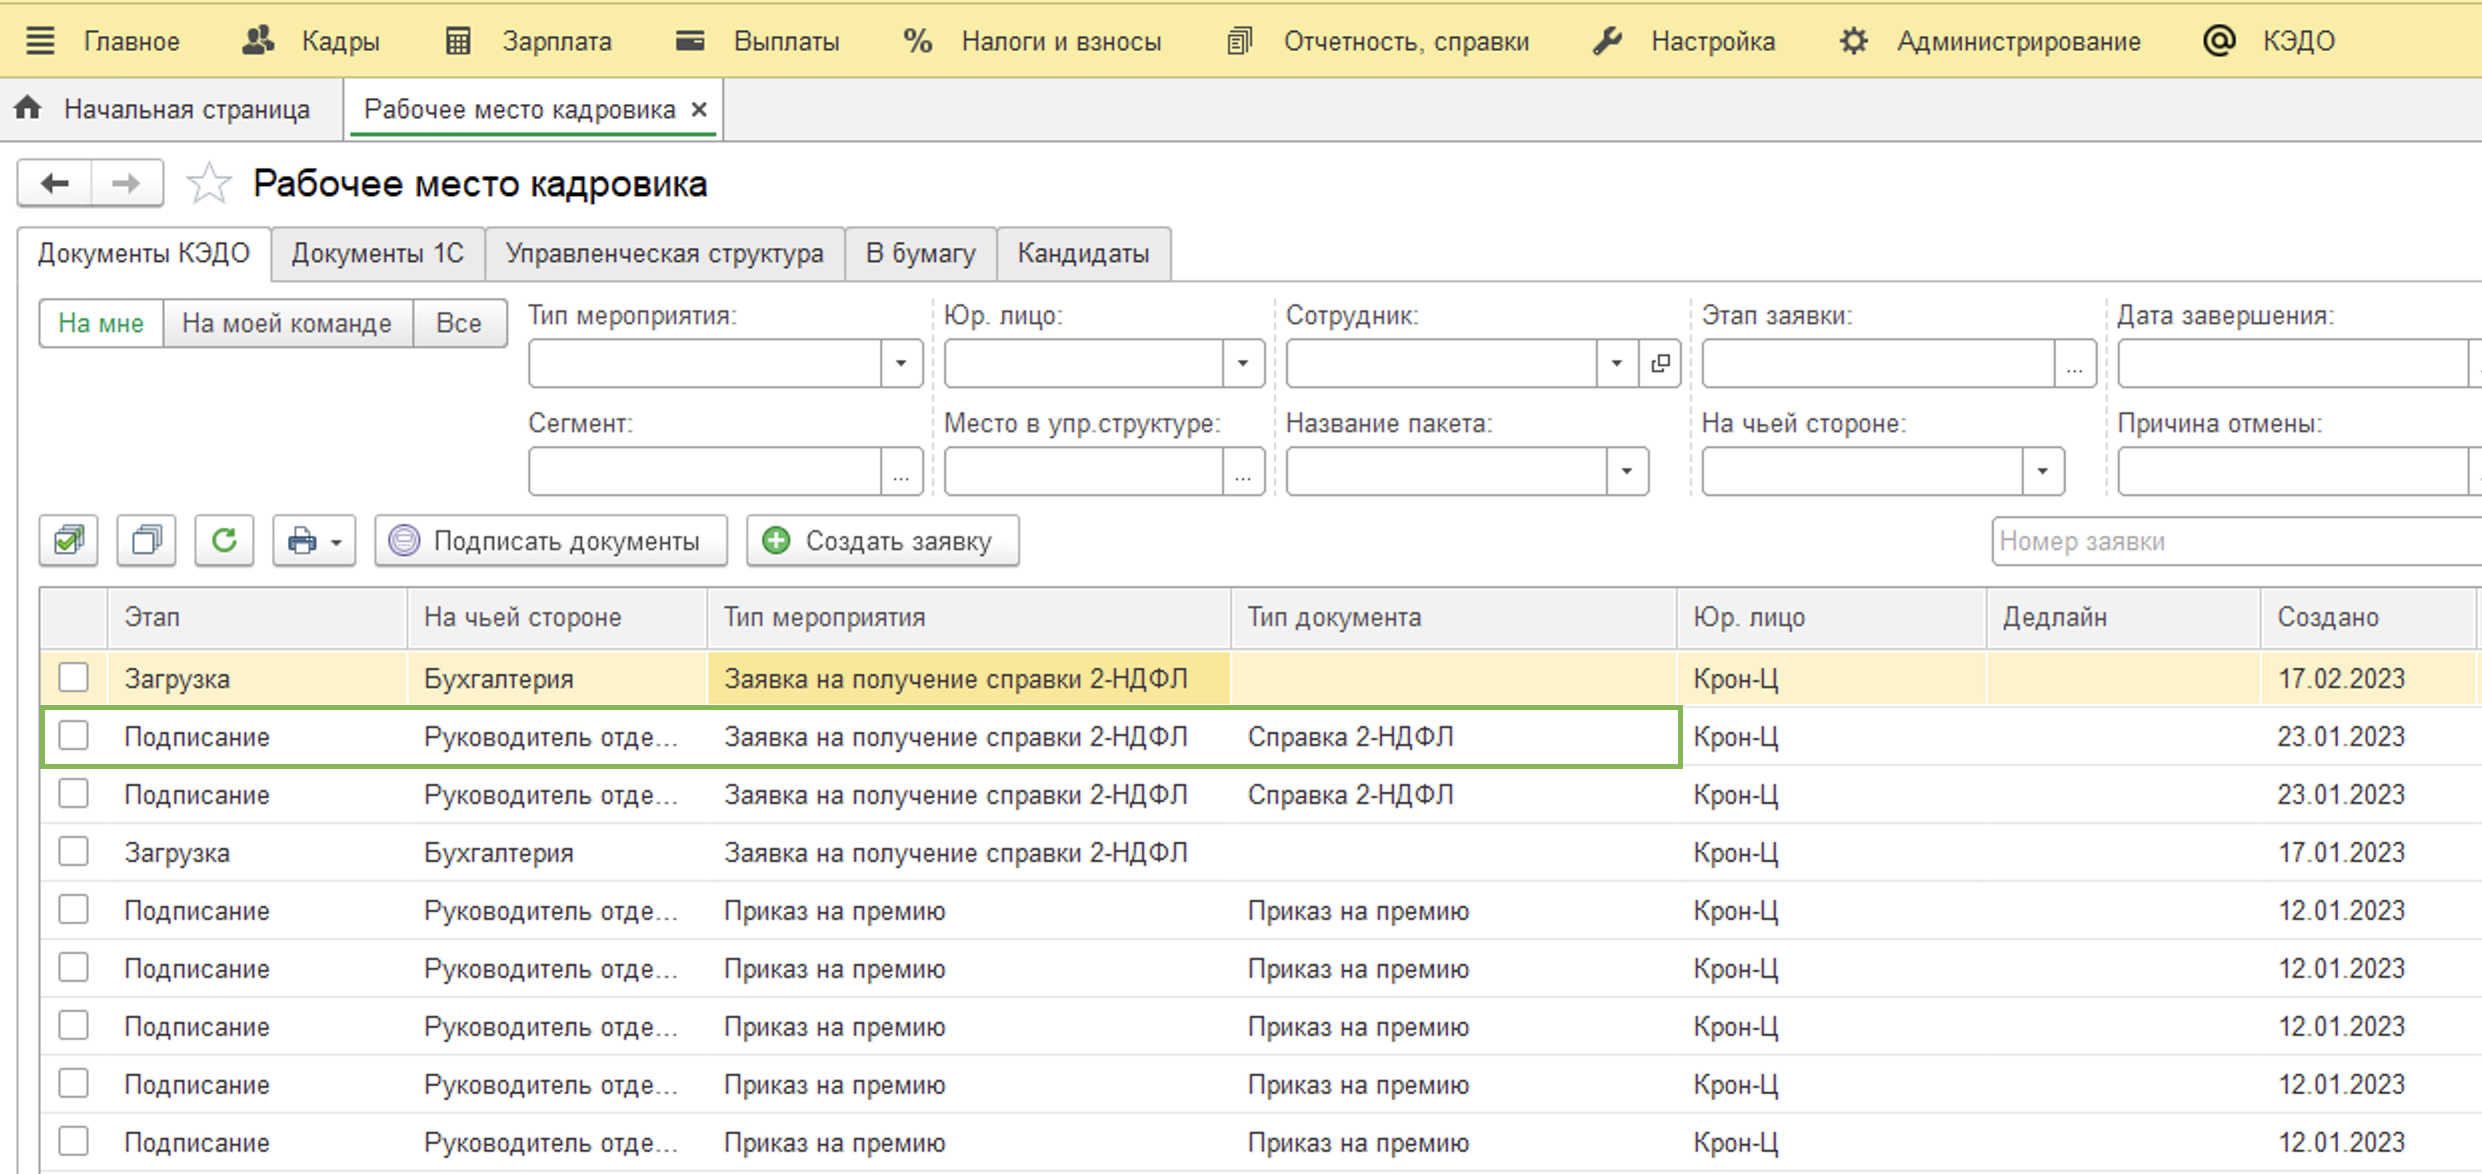 Главное Кадры Зарплата Выплаты % Налоги и взносы Отчетность, справки Настройка Администрирование @ КЭДО
Начальная страница Рабочее место кадровика ×
Рабочее место кадровика
Документы КЭДО Документы 1С Управленческая структура В бумагу Кандидаты
На мне На моей команде Все Тип мероприятия: Юр. лицо: Сотрудник: Этап заявки: Дата завершения:
...
Сегмент: Место в упр.структуре: Название пакета: На чьей стороне: Причина отмены:
... ...
Подписать документы Создать заявку Номер заявки
Этап На чьей стороне Тип мероприятия Тип документа Юр. лицо Дедлайн Создано
Загрузка Бухгалтерия Заявка на получение справки 2-НДФЛ Крон-Ц 17.02.2023
Подписание Руководитель отде... Заявка на получение справки 2-НДФЛ Справка 2-НДФЛ Крон-Ц 23.01.2023
Подписание Руководитель отде... Заявка на получение справки 2-НДФЛ Справка 2-НДФЛ Крон-Ц 23.01.2023
Загрузка Бухгалтерия Заявка на получение справки 2-НДФЛ Крон-Ц 17.01.2023
Подписание Руководитель отде... Приказ на премию Приказ на премию Крон-Ц 12.01.2023
Подписание Руководитель отде... Приказ на премию Приказ на премию Крон-Ц 12.01.2023
Подписание Руководитель отде... Приказ на премию Приказ на премию Крон-Ц 12.01.2023
Подписание Руководитель отде... Приказ на премию Приказ на премию Крон-Ц 12.01.2023
Подписание Руководитель отде... Приказ на премию Приказ на премию Крон-Ц 12.01.2023